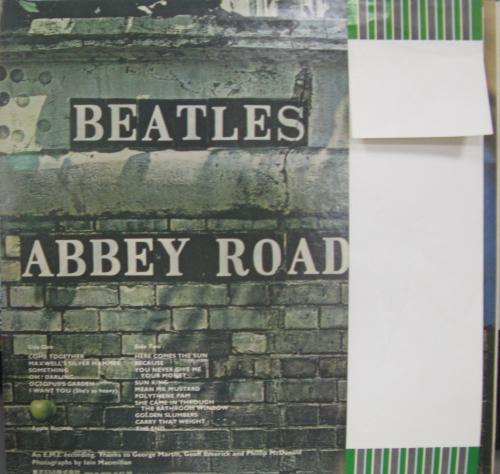 BEATLES
ABBEY ROAD
Side One
COME TOGETHER
MAXWELL'S SILVER HAMMER
SOMETHING
OH! DARLING
OCTOPUS'S GARDEN
I WANT YOU (She's so heavy)
Side Two
HERE COMES THE SUN
BECAUSE
YOU NEVER GIVE ME
YOUR MONEY
SUN KING
MEAN MR MUSTARD
POLYTHENE PAM
SHE CAME IN THROUGH
THE BATHROOM WINDOW
GOLDEN SLUMBERS
CARRY THAT WEIGHT
THE END
Apple Records
An E.M.I. recording. Thanks to George Martin, Geoff Emerick and Phillip McDonald
Photographs by Iain Macmillan